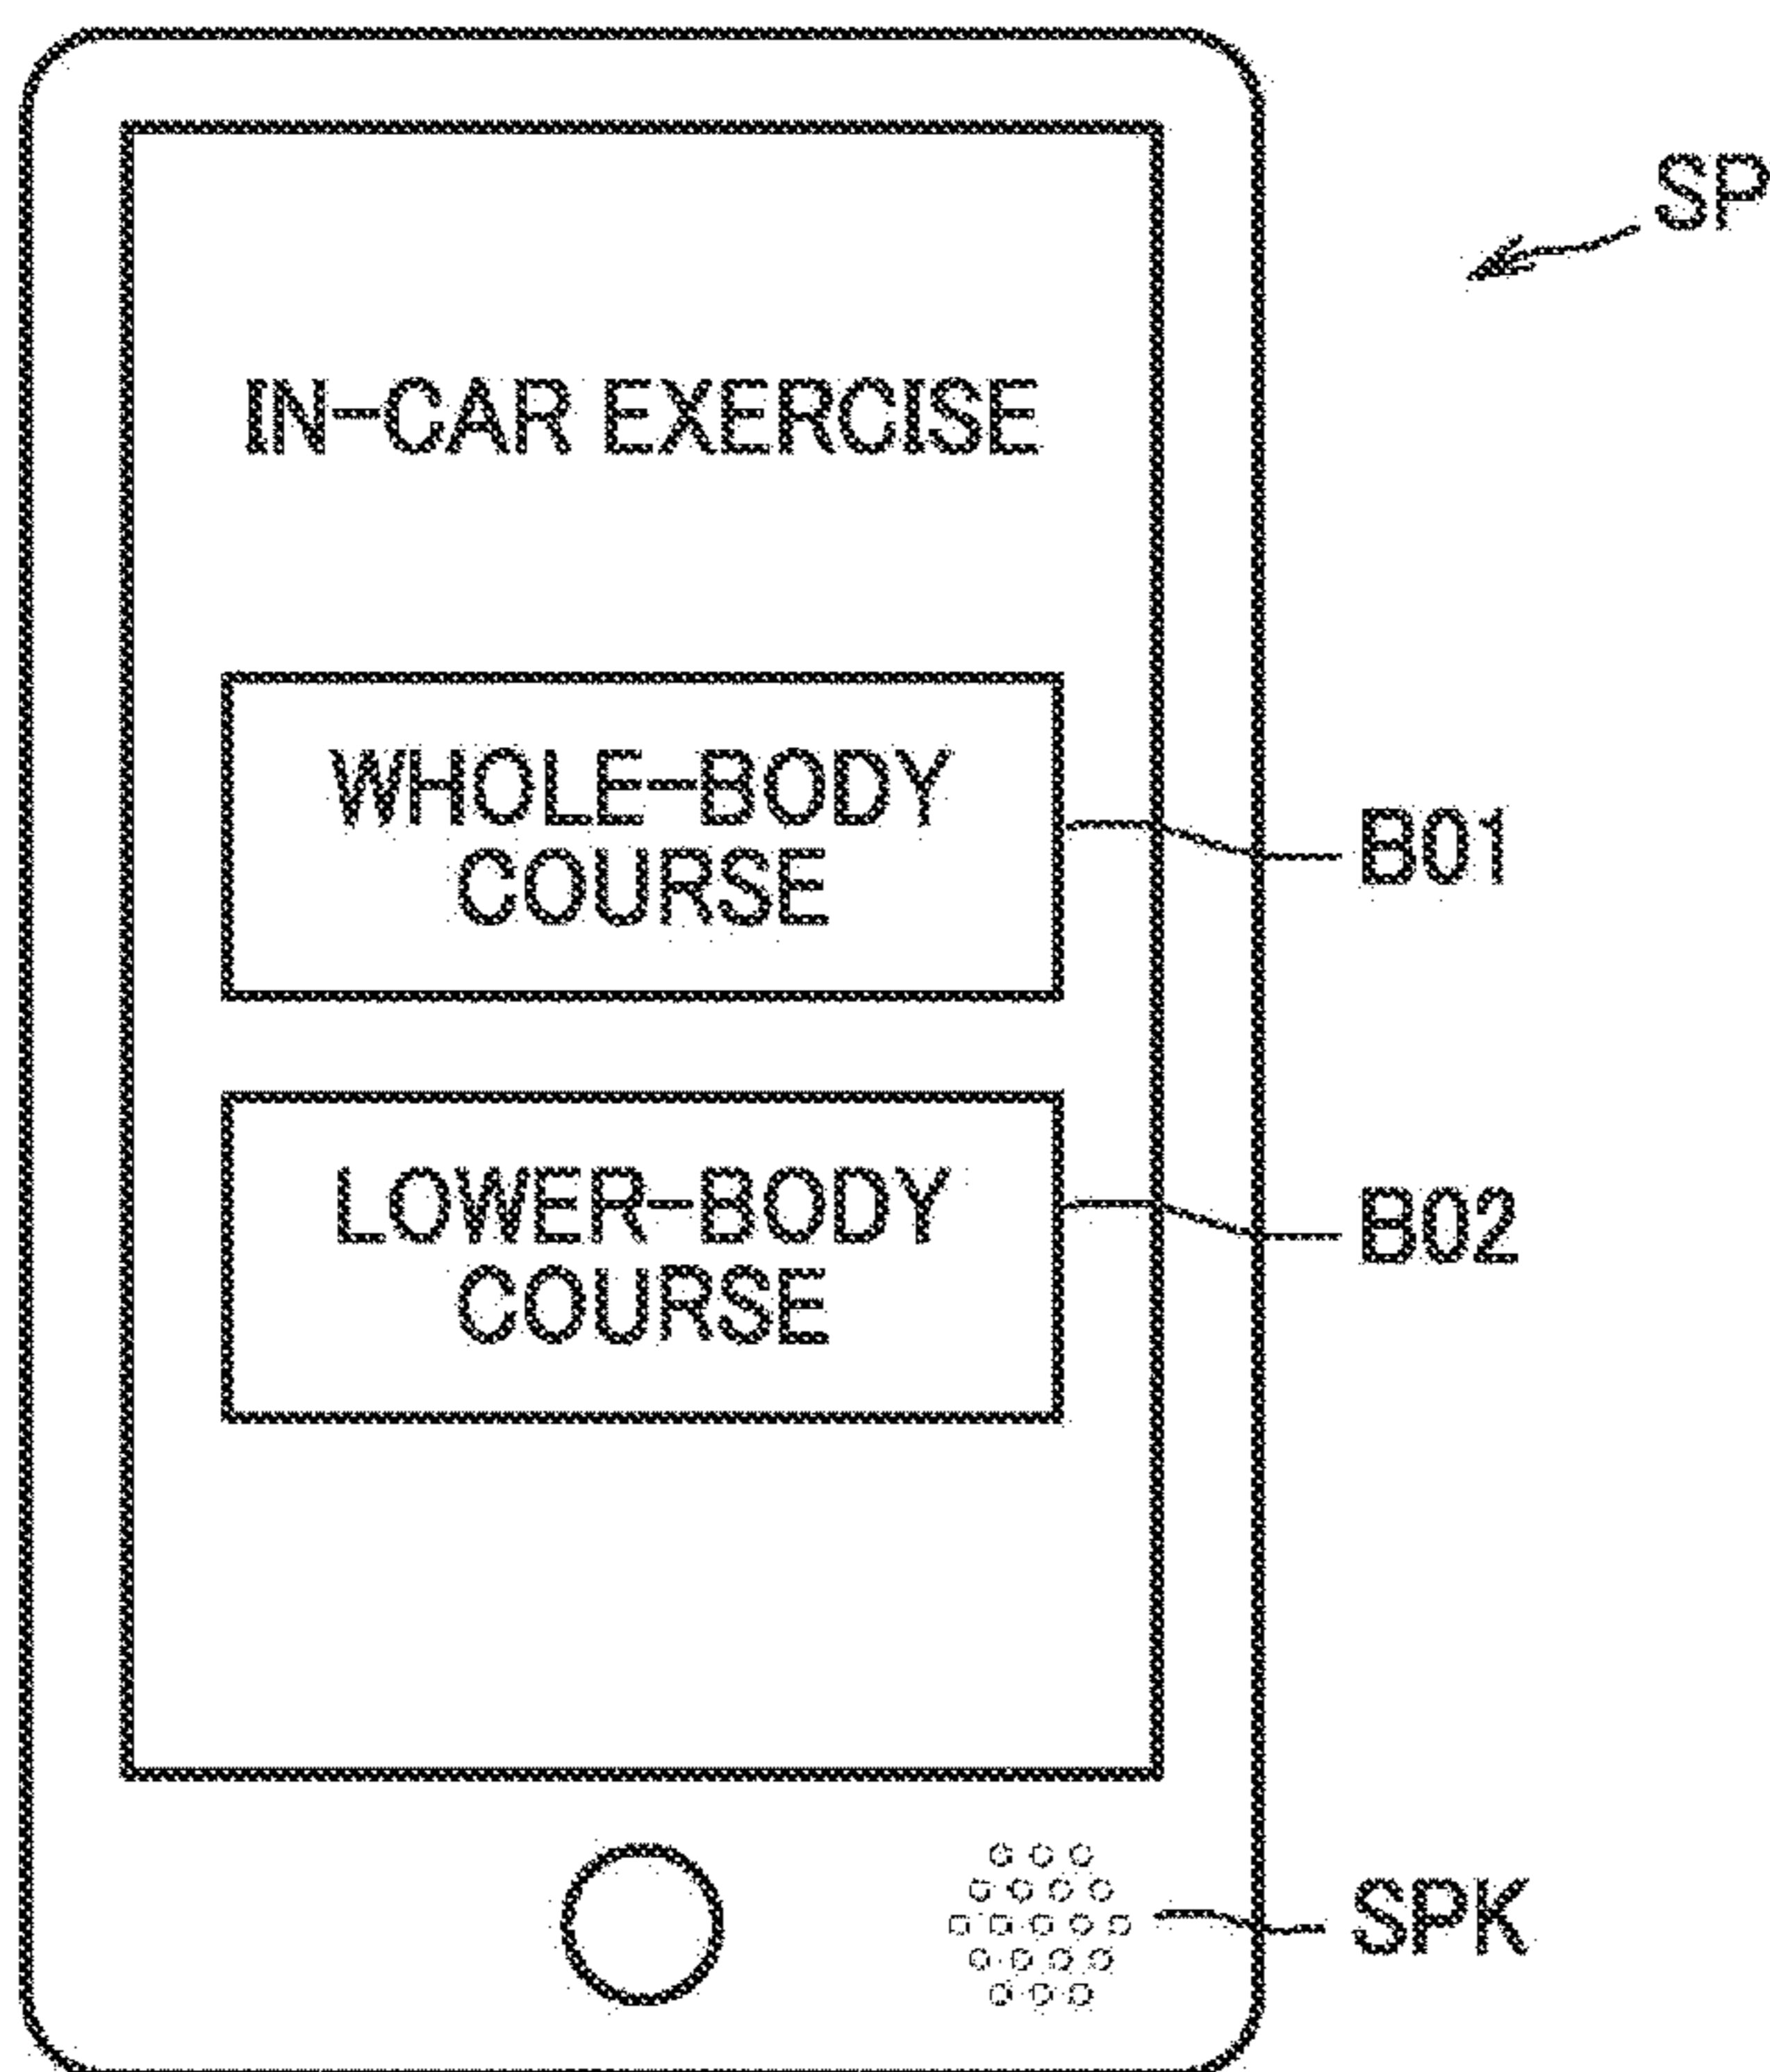 SP
IN-CAR EXERCISE
WHOLE-BODY
COURSE
B01
LOWER-BODY
COURSE
B02
SPK